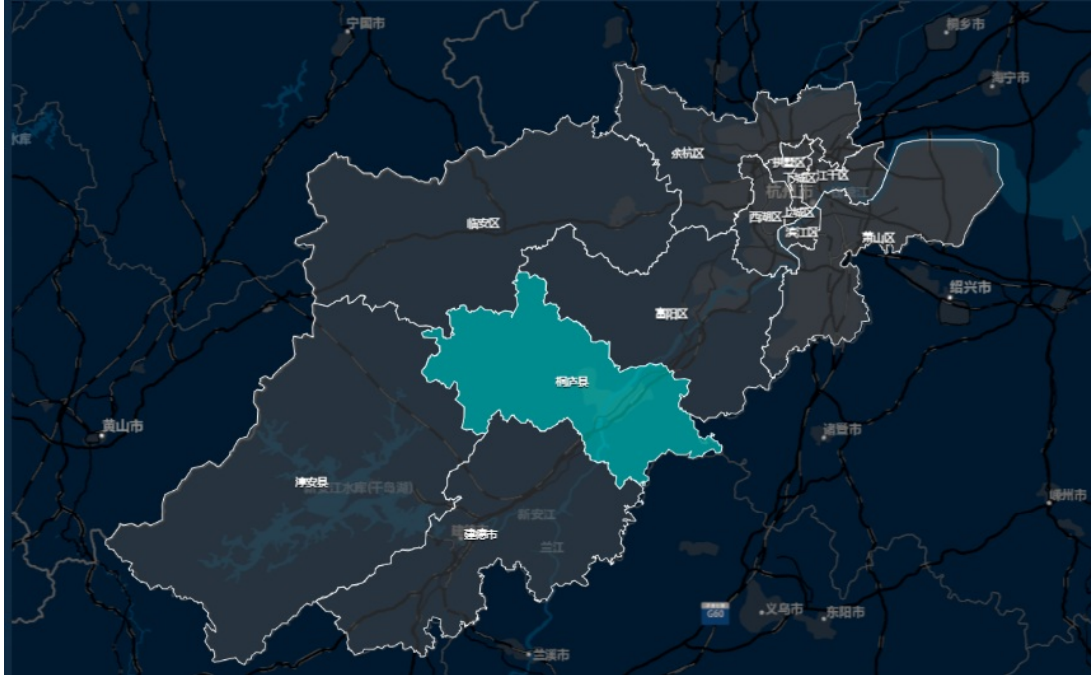 宁国市
桐乡市
海宁市
水库
余杭区
拱墅区
下城区
江干区
杭州市
临安区
西湖区
上城区
滨江区
萧山区
绍兴市
富阳区
桐庐县
黄山市
诸暨市
淳安县
新安江水库(千岛湖)
嵊州市
新安江
建德市
兰江
G60
义乌市
东阳市
兰溪市